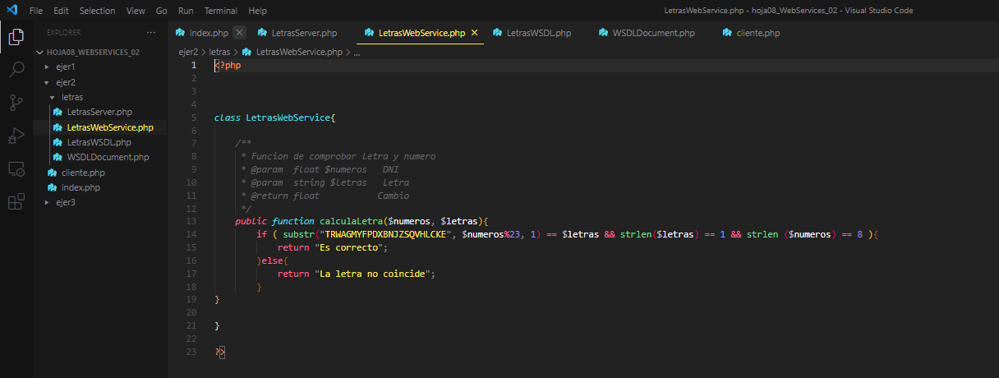 File Edit Selection View Go Run Terminal Help
LetrasWebService.php - hoja08_WebServices_02 - Visual Studio Code
EXPLORER ···
index.php × LetrasServer.php LetrasWebService.php × LetrasWSDL.php WSDLDocument.php cliente.php
HOJA08_WEBSERVICES_02
ejer1
ejer2
letras
LetrasServer.php
LetrasWebService.php
LetrasWSDL.php
WSDLDocument.php
cliente.php
index.php
ejer3
ejer2 > letras > LetrasWebService.php > ...
1 <?php
2
3
4
5 class LetrasWebService{
6
7 /**
8 * Funcion de comprobar letra y numero
9 * @param float $numeros DNI
10 * @param string $letras Letra
11 * @return float Cambio
12 */
13 public function calculaLetra($numeros, $letras){
14 if ( substr("TRWAGMYFPDXBNJZSQVHLCKE", $numeros%23, 1) == $letras && strlen($letras) == 1 && strlen ($numeros) == 8 ){
15 return "Es correcto";
16 }else{
17 return "La letra no coincide";
18 }
19 }
20
21 }
22
23 ?>